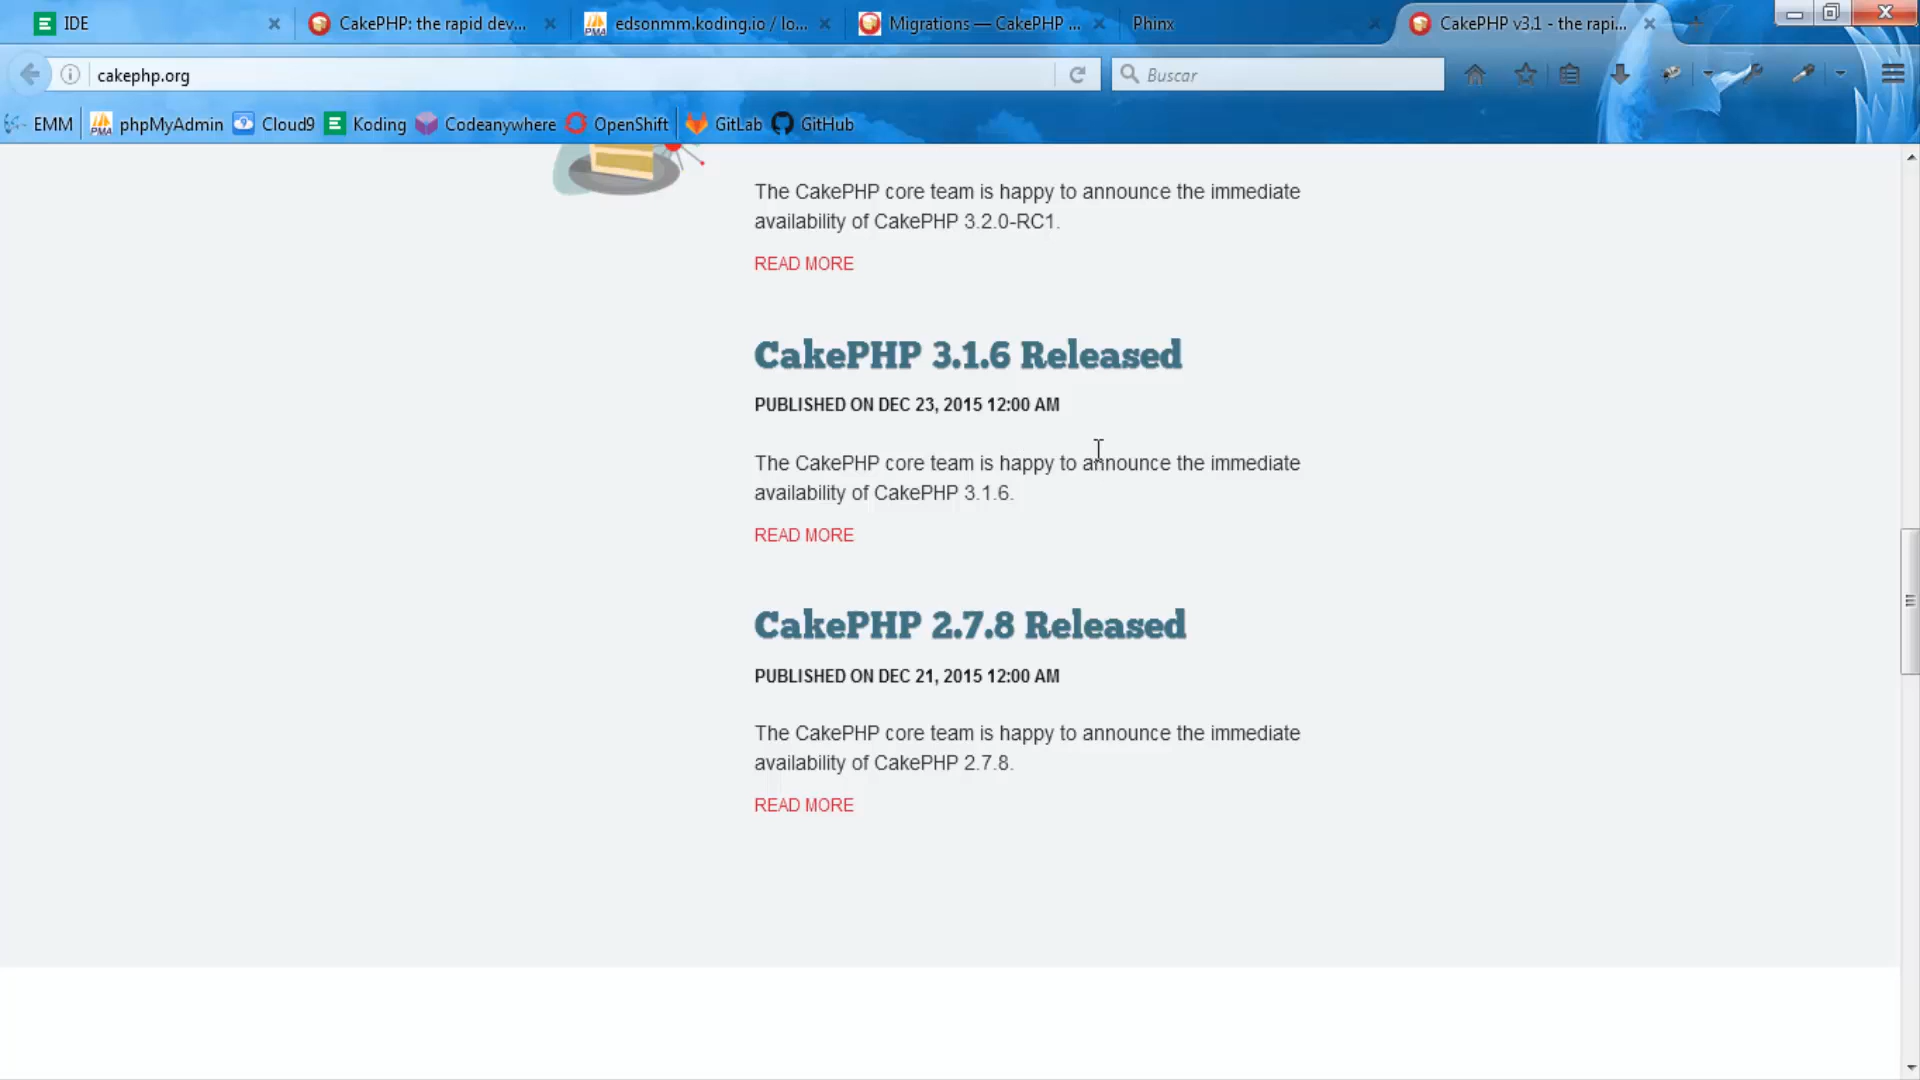 IDE
CakePHP: the rapid dev...
edsonmm.koding.io / lo...
Migrations — CakePHP ...
Phinx
CakePHP v3.1 - the rapi...
cakephp.org
Buscar
EMM
PMA phpMyAdmin
Cloud9
Koding
Codeanywhere
OpenShift
GitLab
GitHub
The CakePHP core team is happy to announce the immediate
availability of CakePHP 3.2.0-RC1.
READ MORE
CakePHP 3.1.6 Released
PUBLISHED ON DEC 23, 2015 12:00 AM
The CakePHP core team is happy to announce the immediate
availability of CakePHP 3.1.6.
READ MORE
CakePHP 2.7.8 Released
PUBLISHED ON DEC 21, 2015 12:00 AM
The CakePHP core team is happy to announce the immediate
availability of CakePHP 2.7.8.
READ MORE